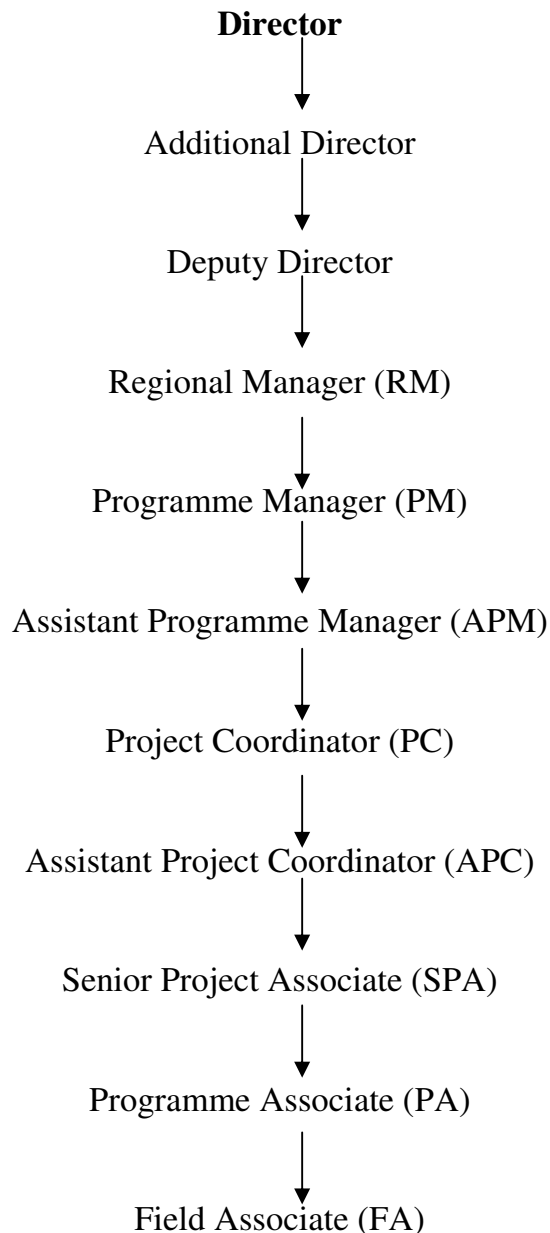 Director
Additional Director
Deputy Director
Regional Manager (RM)
Programme Manager (PM)
Assistant Programme Manager (APM)
Project Coordinator (PC)
Assistant Project Coordinator (APC)
Senior Project Associate (SPA)
Programme Associate (PA)
Field Associate (FA)